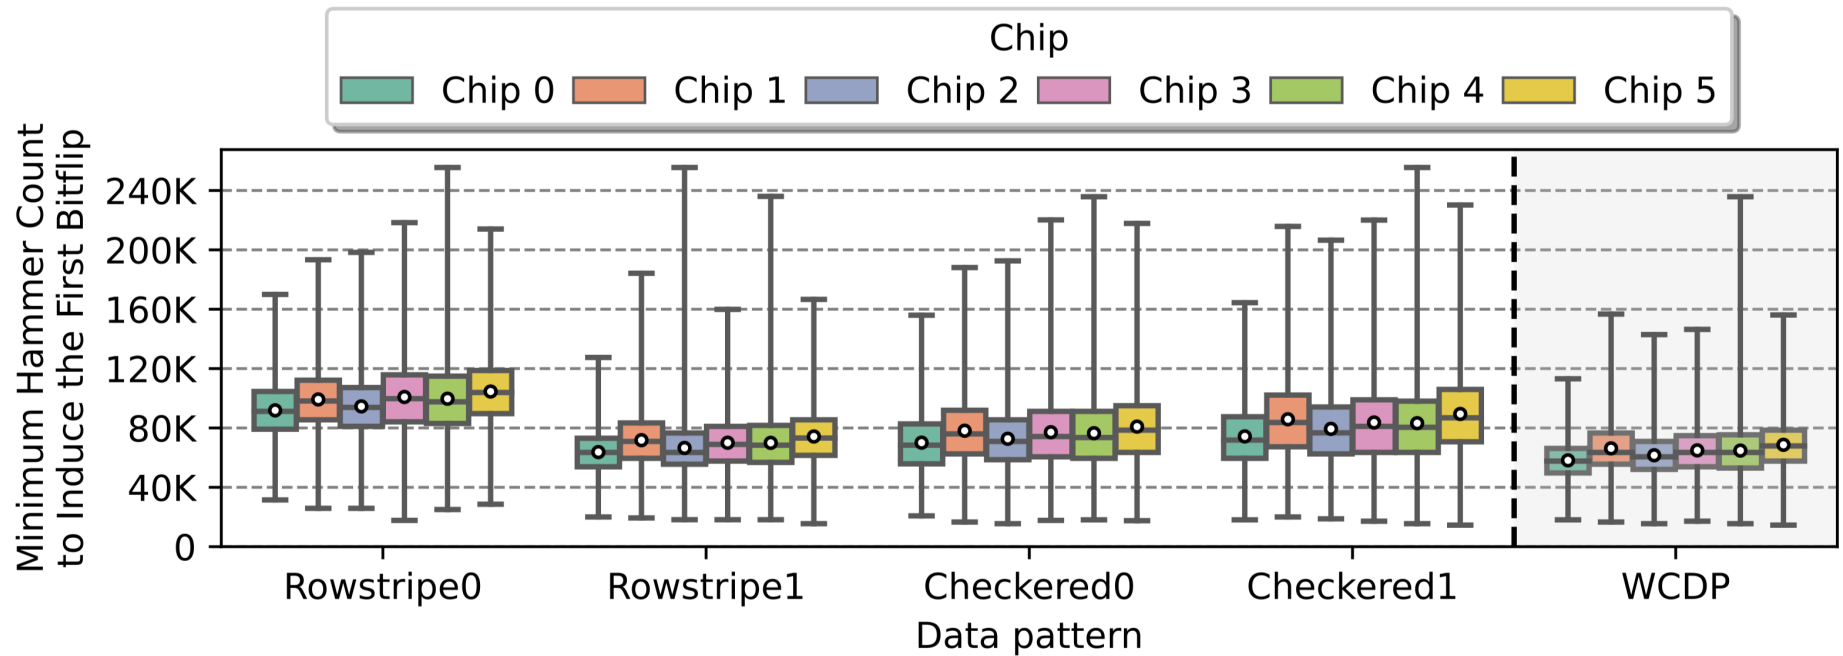 Chip
Chip 0 Chip 1 Chip 2 Chip 3 Chip 4 Chip 5
Minimum Hammer Count
to Induce the First Bitflip
240K
200K
160K
120K
80K
40K
0
Rowstripe0 Rowstripe1 Checkered0 Checkered1 WCDP
Data pattern